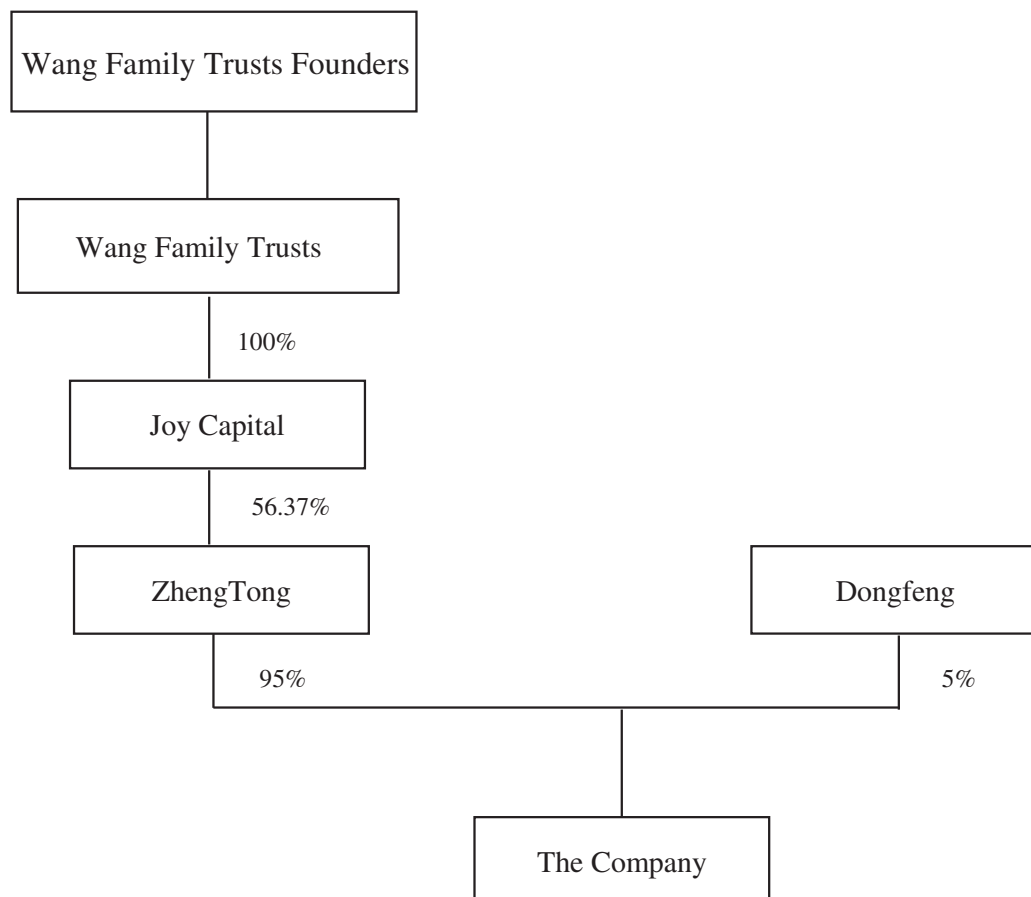 Wang Family Trusts Founders
Wang Family Trusts
100%
Joy Capital
56.37%
ZhengTong
Dongfeng
95%
5%
The Company